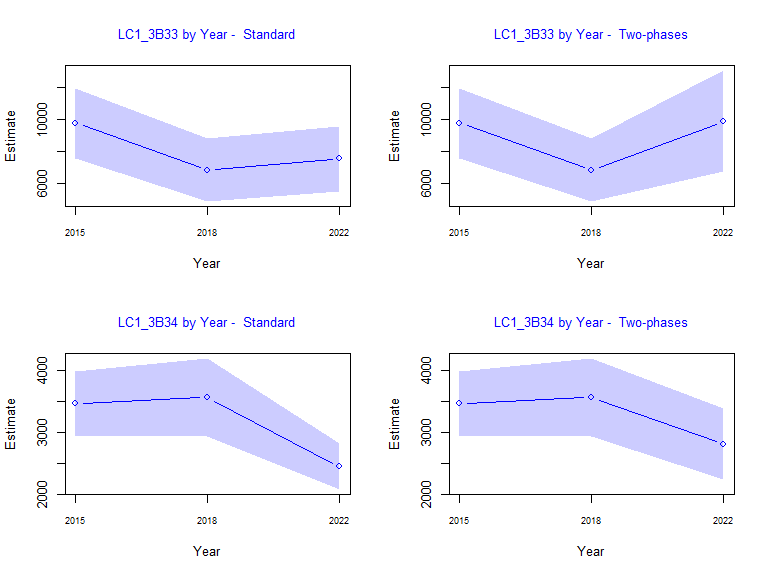 LC1_3B33 by Year -  Standard
Estimate
10000
6000
2015
2018
2022
Year
LC1_3B33 by Year -  Two-phases
Estimate
10000
6000
2015
2018
2022
Year
LC1_3B34 by Year -  Standard
Estimate
4000
3000
2000
2015
2018
2022
Year
LC1_3B34 by Year -  Two-phases
Estimate
4000
3000
2000
2015
2018
2022
Year